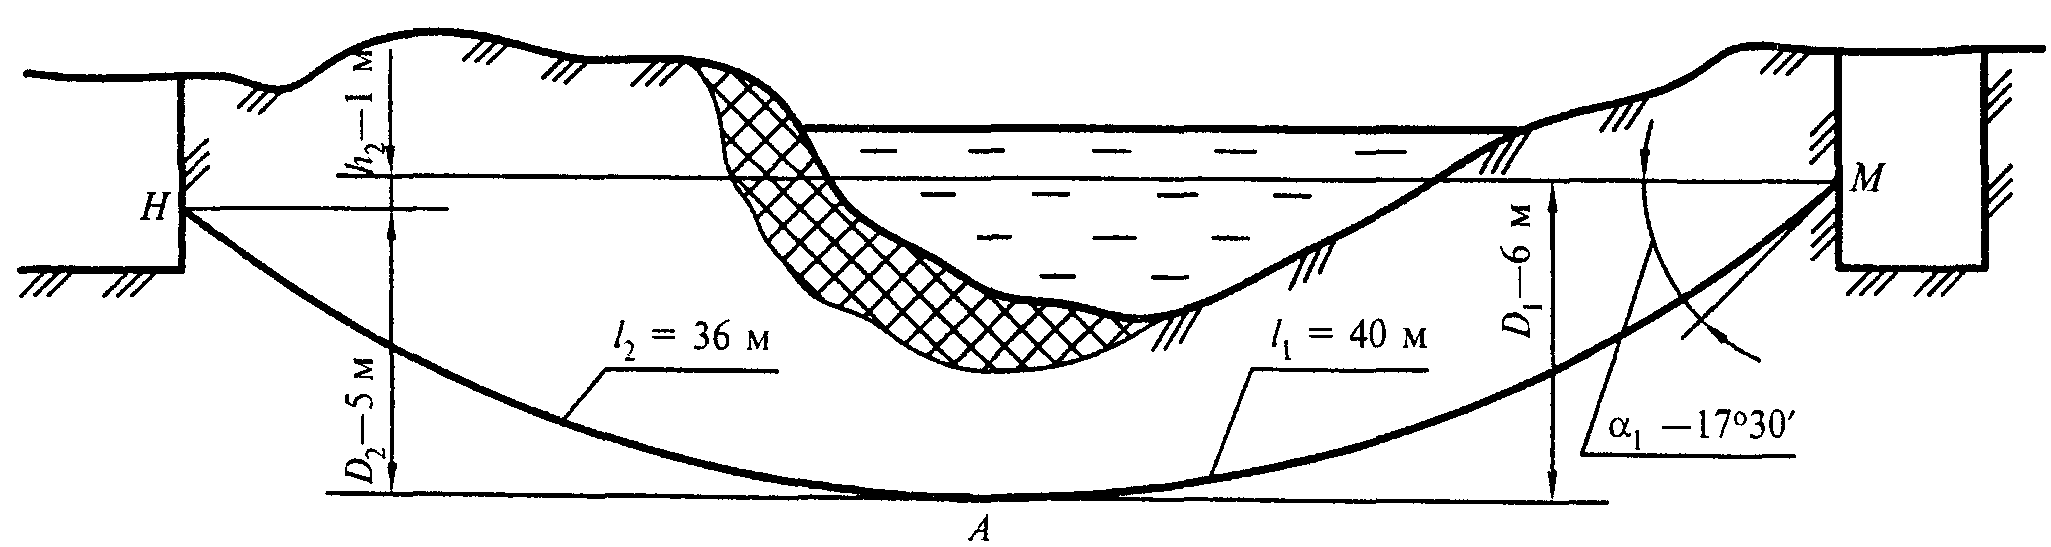 h₂—1 м
H
M
D₁—6 м
l₂ = 36 м
l₁ = 40 м
D₂—5 м
α₁ —17°30′
A